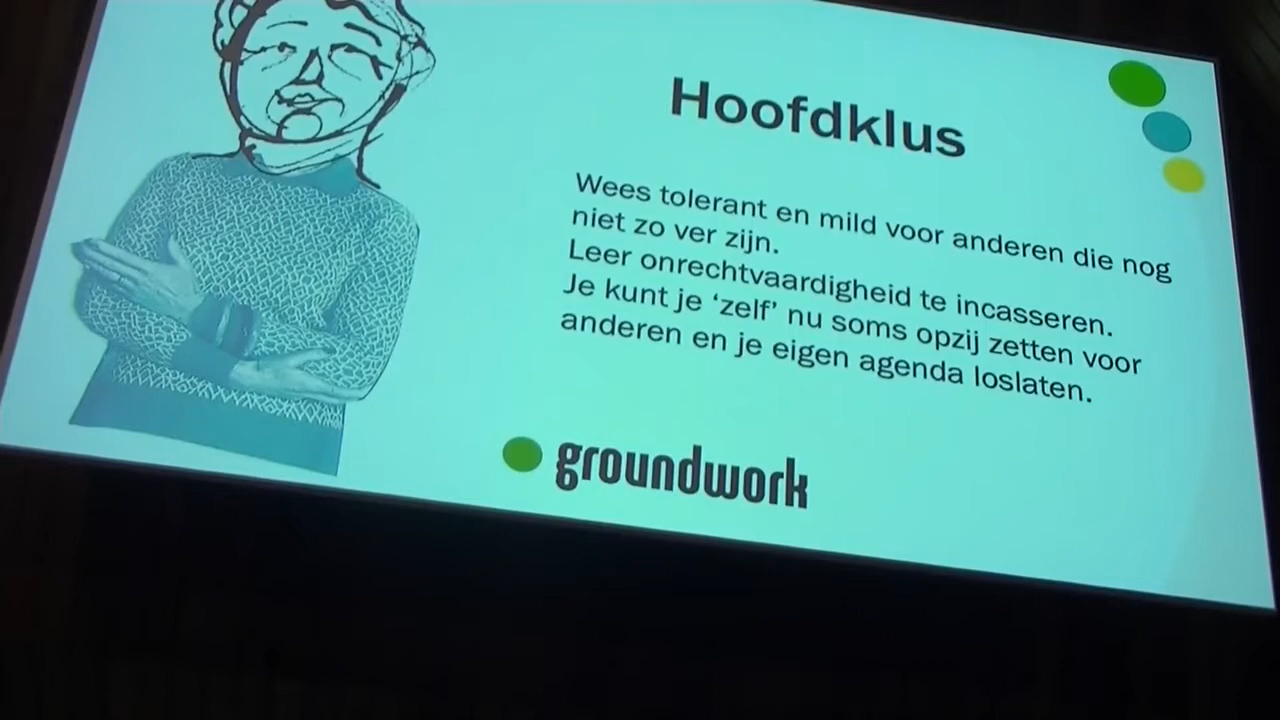 Hoofdklus
Wees tolerant en mild voor anderen die nog
niet zo ver zijn.
Leer onrechtvaardigheid te incasseren.
Je kunt je ‘zelf’ nu soms opzij zetten voor
anderen en je eigen agenda loslaten.
groundwork